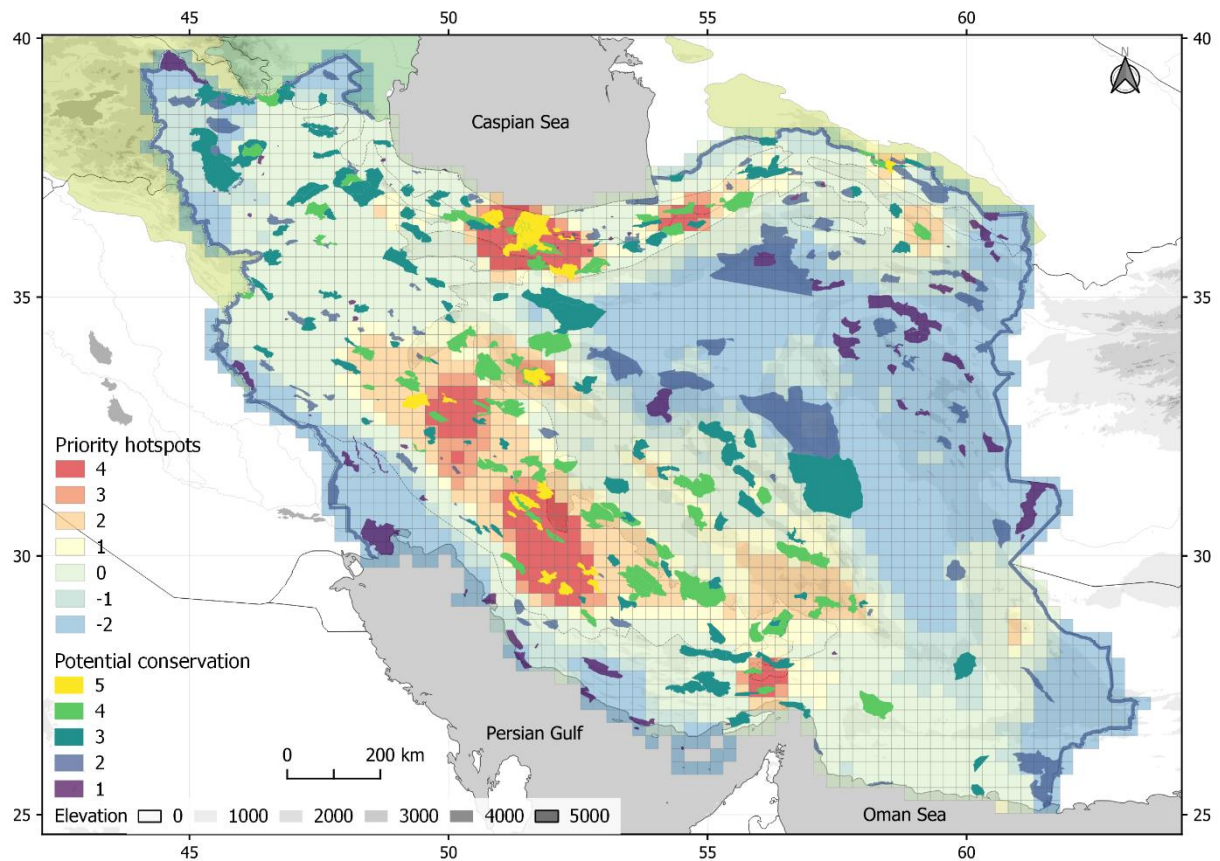 45 50 55 60
40 40
N
Caspian Sea
35 35
Priority hotspots
4
3
2
1
0
-1
-2
30 30
Potential conservation
5
4
3
2
1
Persian Gulf
0 200 km
Oman Sea
Elevation 0 1000 2000 3000 4000 5000
25 25
45 50 55 60